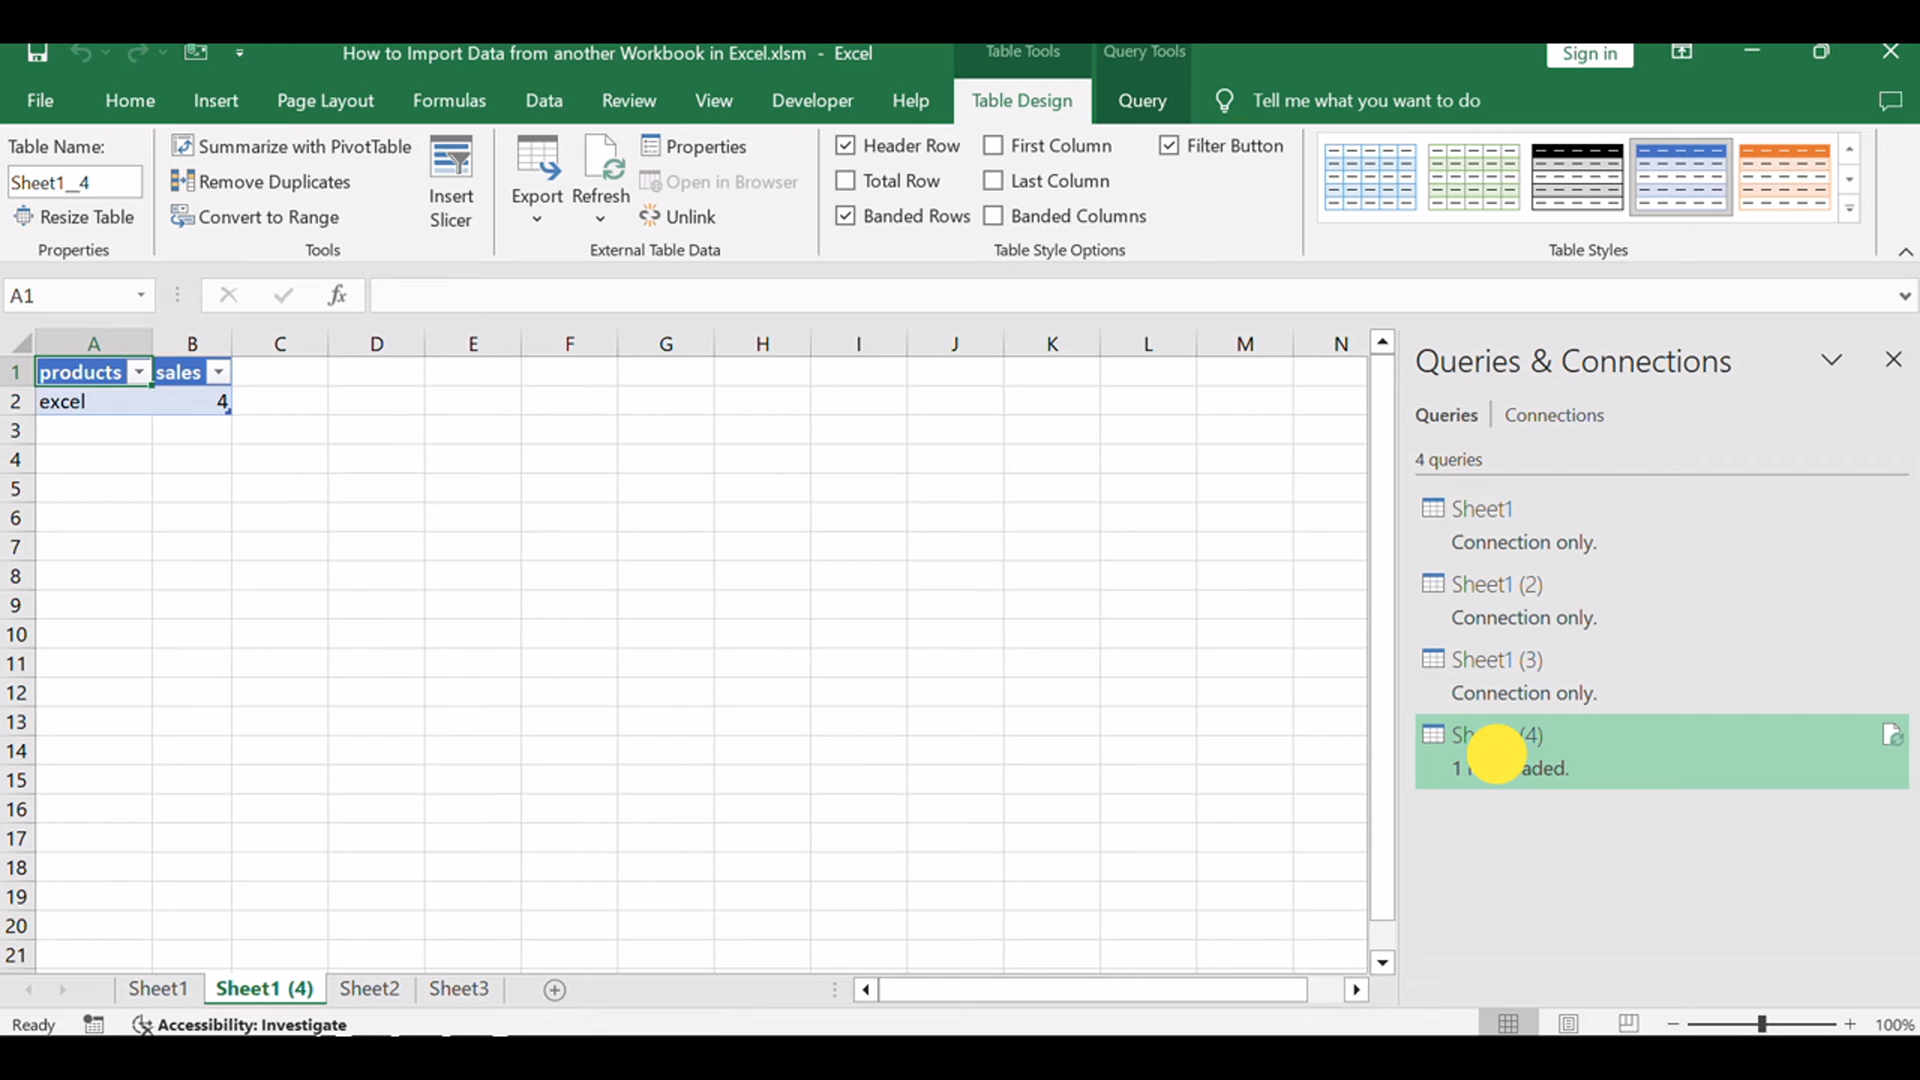 How to Import Data from another Workbook in Excel.xlsm - Excel
Table Tools
Query Tools
Sign in
File
Home
Insert
Page Layout
Formulas
Data
Review
View
Developer
Help
Table Design
Query
Tell me what you want to do
Table Name:
Sheet1__4
Resize Table
Properties
Summarize with PivotTable
Remove Duplicates
Convert to Range
Tools
Insert
Slicer
Export
Refresh
Properties
Open in Browser
Unlink
External Table Data
Header Row
Total Row
Banded Rows
First Column
Last Column
Banded Columns
Filter Button
Table Style Options
Table Styles
A1
fx
A B C D E F G H I J K L M N
1 products sales
2 excel 4
3
4
5
6
7
8
9
10
11
12
13
14
15
16
17
18
19
20
21
Queries & Connections
Queries
Connections
4 queries
Sheet1
Connection only.
Sheet1 (2)
Connection only.
Sheet1 (3)
Connection only.
(4)
1
Sheet1
Sheet1 (4)
Sheet2
Sheet3
Ready
Accessibility: Investigate
100%